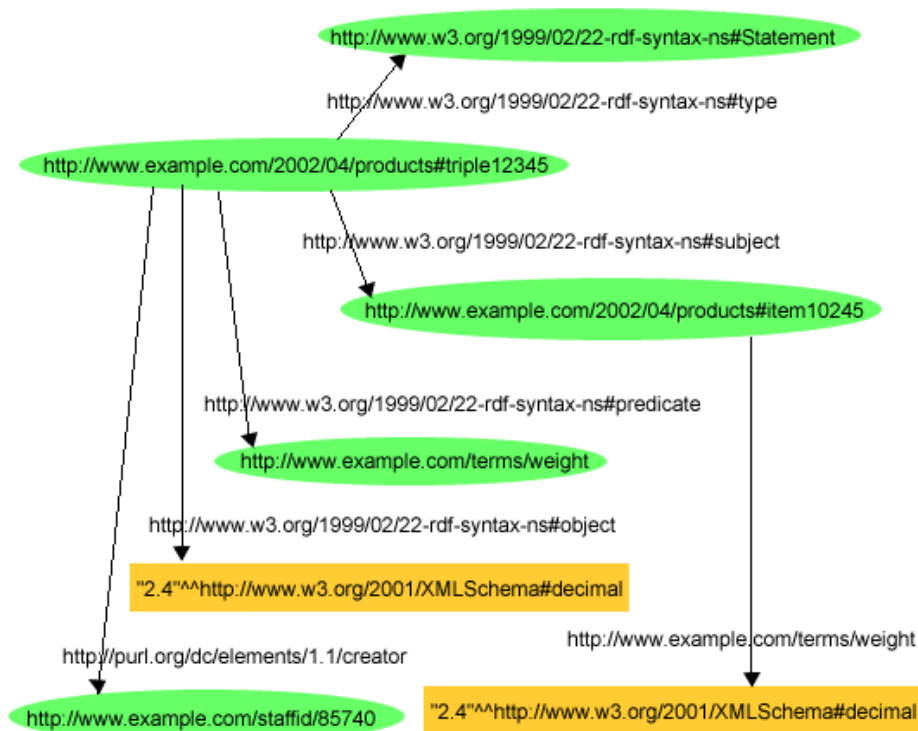 http://www.w3.org/1999/02/22-rdf-syntax-ns#Statement
http://www.w3.org/1999/02/22-rdf-syntax-ns#type
http://www.example.com/2002/04/products#triple12345
http://www.w3.org/1999/02/22-rdf-syntax-ns#subject
http://www.example.com/2002/04/products#item10245
http://www.w3.org/1999/02/22-rdf-syntax-ns#predicate
http://www.example.com/terms/weight
http://www.w3.org/1999/02/22-rdf-syntax-ns#object
"2.4"^^http://www.w3.org/2001/XMLSchema#decimal
http://www.example.com/terms/weight
http://purl.org/dc/elements/1.1/creator
http://www.example.com/staffid/85740
"2.4"^^http://www.w3.org/2001/XMLSchema#decimal